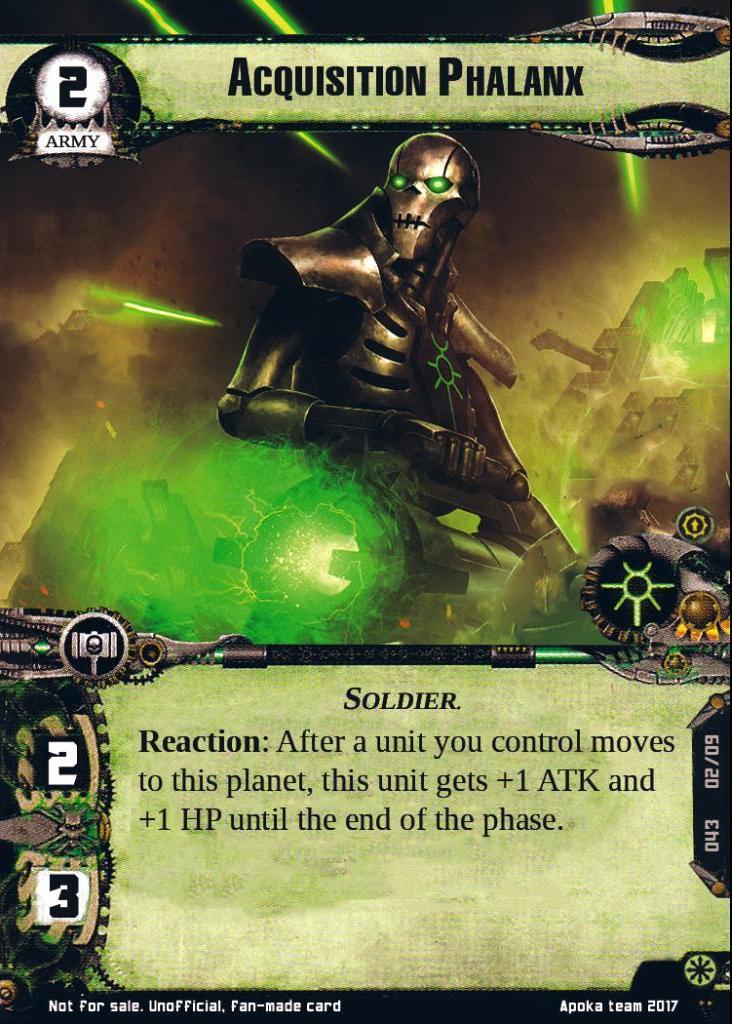 2
ACQUISITION PHALANX
ARMY
SOLDIER.
Reaction: After a unit you control moves
to this planet, this unit gets +1 ATK and
+1 HP until the end of the phase.
2
3
60/20
043
Not for sale. Unofficial, fan-made card
Apoka team 2017